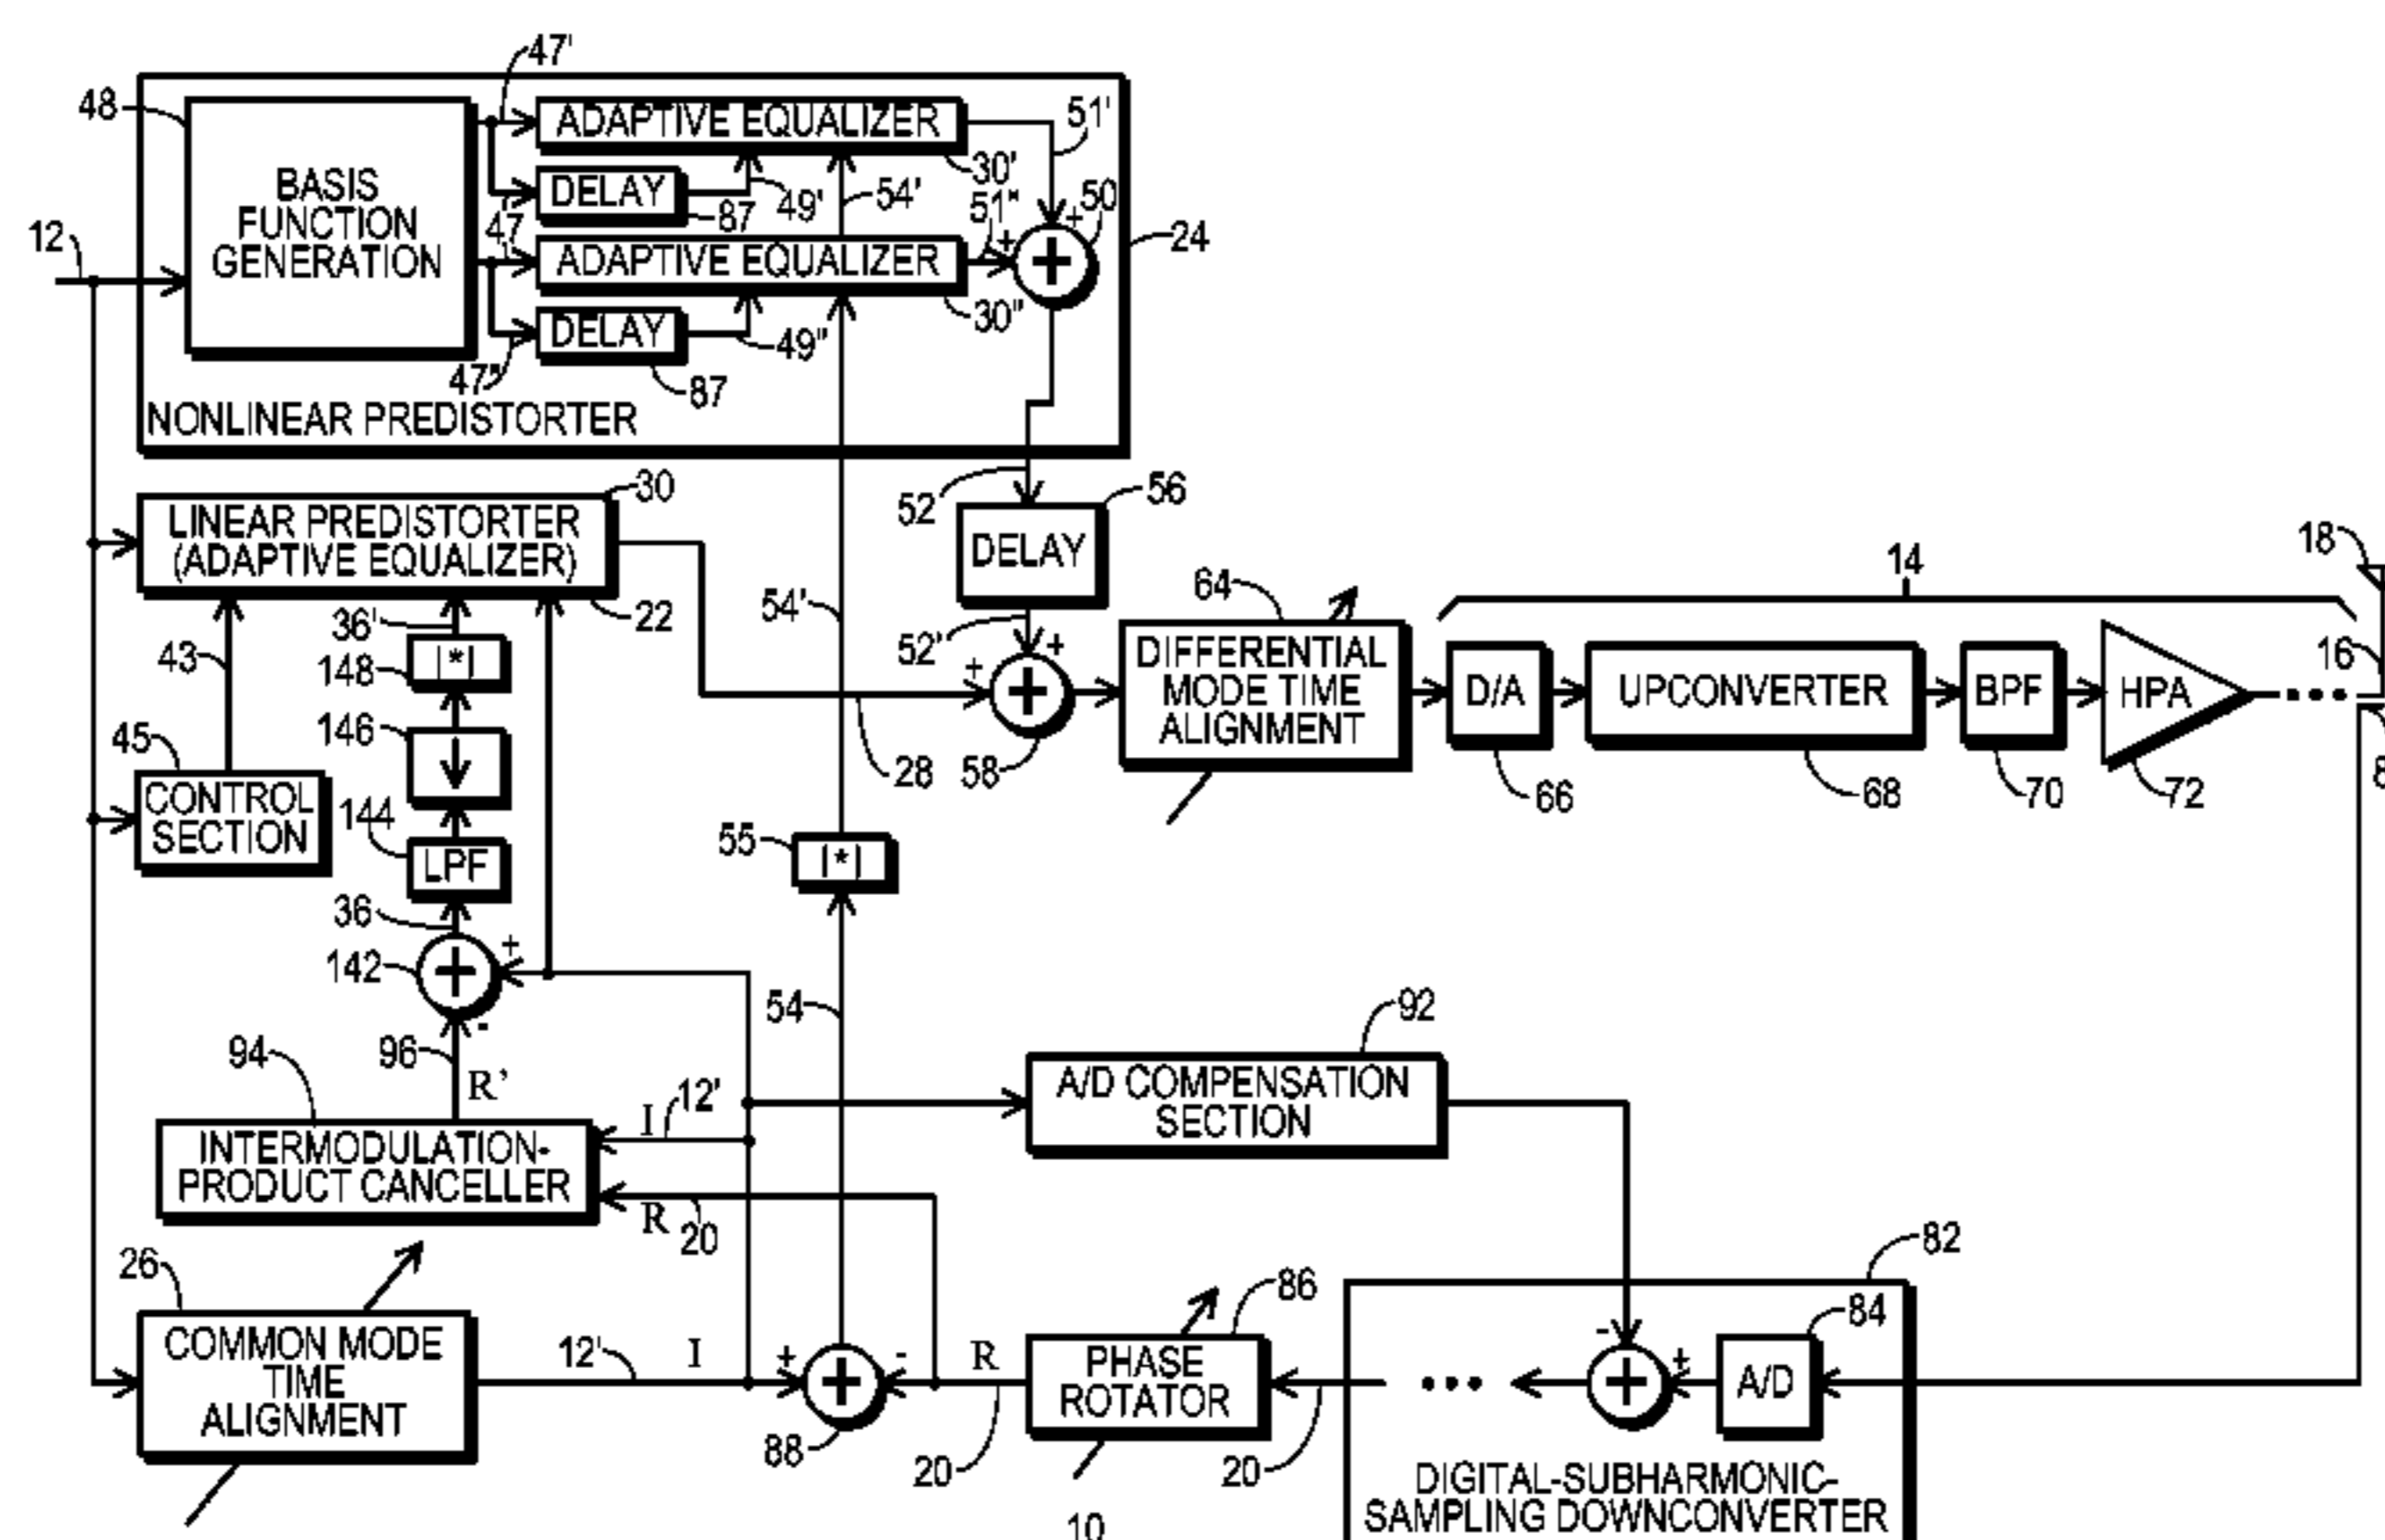 47'
48
ADAPTIVE EQUALIZER
51'
BASIS
FUNCTION
GENERATION
30'
DELAY
49'
54'
51"
50
87
47
12
ADAPTIVE EQUALIZER
24
30"
DELAY
49"
47"
87
NONLINEAR PREDISTORTER
30
LINEAR PREDISTORTER
(ADAPTIVE EQUALIZER)
52
56
DELAY
18
14
64
36'
22
54'
52'
43
148
|*|
DIFFERENTIAL
MODE TIME
ALIGNMENT
D/A
UPCONVERTER
BPF
HPA
16
146
45
28
58
66
68
70
72
8
CONTROL
SECTION
144
LPF
55
|*|
36
142
54
92
94
96
R'
A/D COMPENSATION
SECTION
I
12'
INTERMODULATION-
PRODUCT CANCELLER
R
20
26
82
86
84
COMMON MODE
TIME
ALIGNMENT
12'
I
R
PHASE
ROTATOR
A/D
88
20
20
DIGITAL-SUBHARMONIC-
SAMPLING DOWNCONVERTER
10